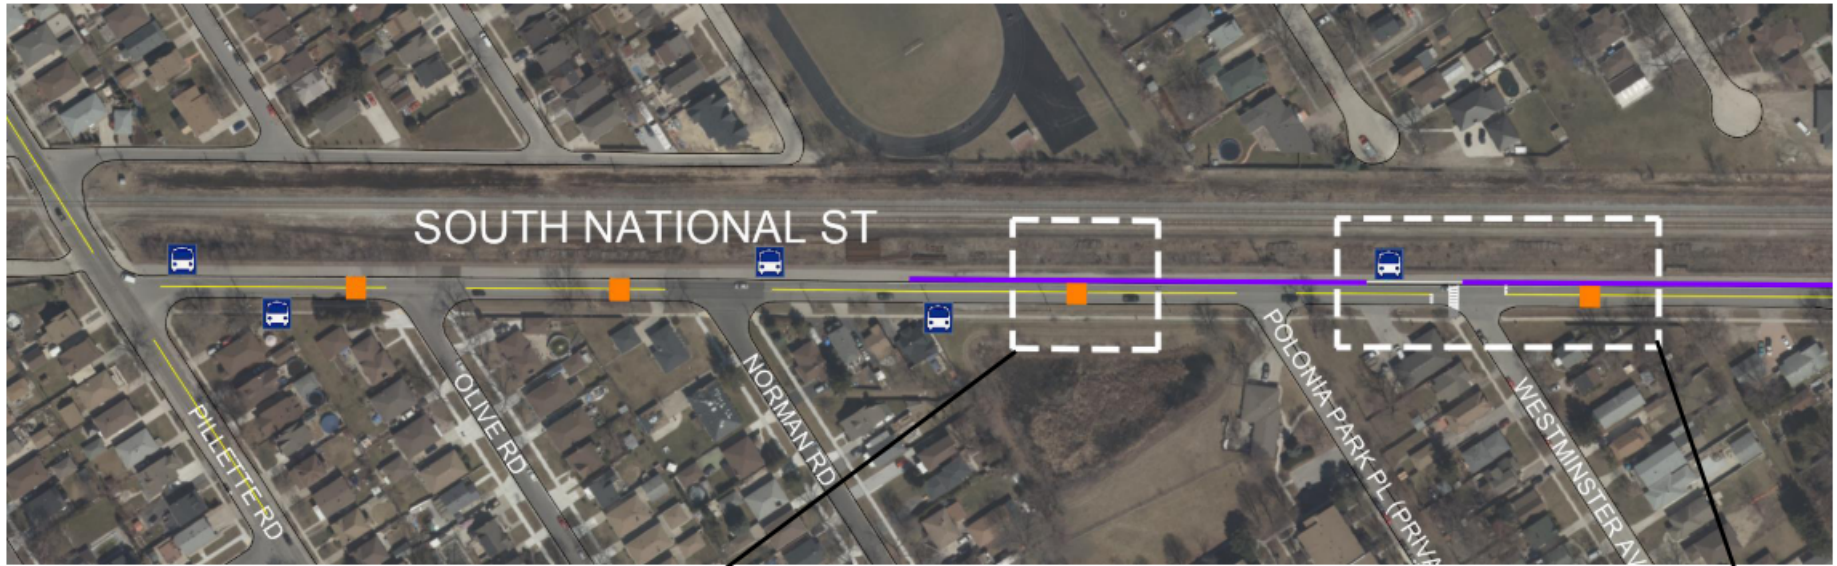 SOUTH NATIONAL ST
PILLETTE RD
OLIVE RD
NORMAN RD
POLONIA PARK PL (PRIVA
WESTMINSTER AV